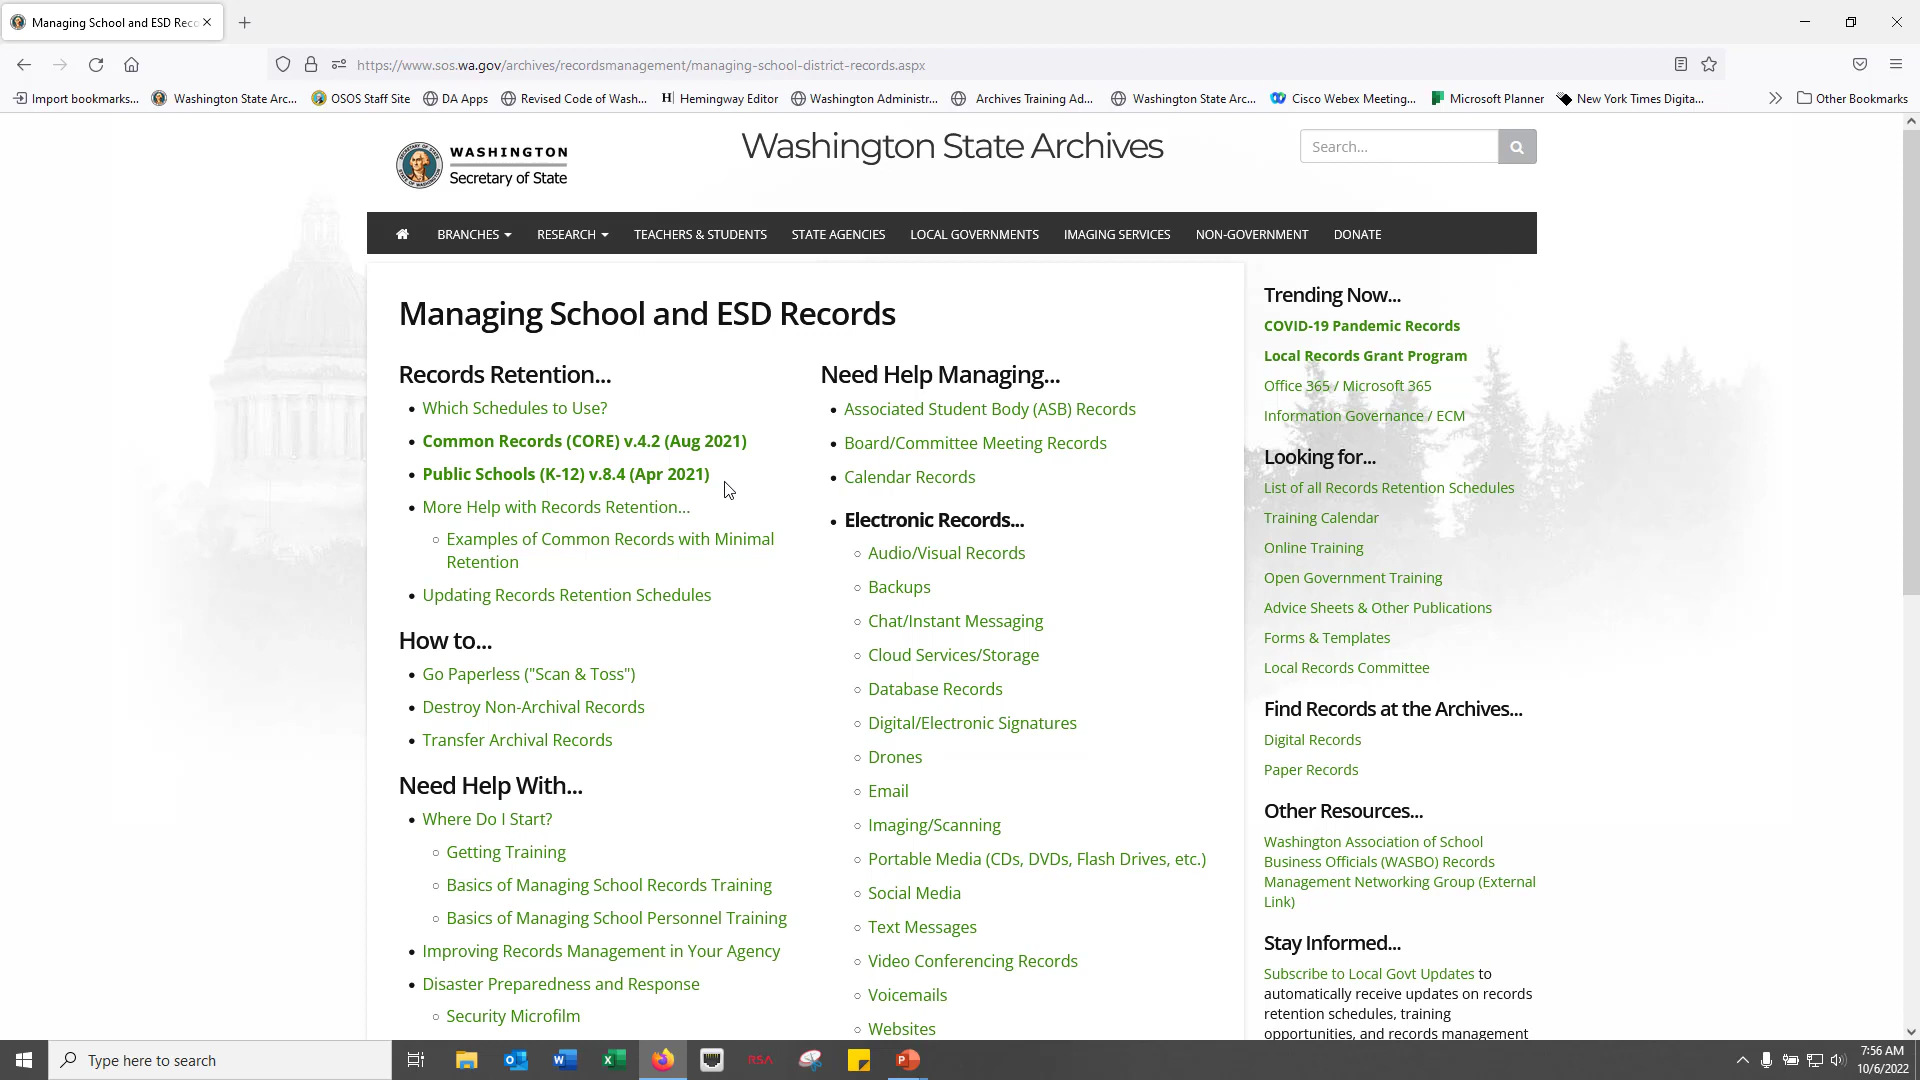 Managing School and ESD Reco
https://www.sos.wa.gov/archives/recordsmanagement/managing-school-district-records.aspx
Import bookmarks... Washington State Arc... OSOS Staff Site DA Apps Revised Code of Wash... Hemingway Editor Washington Administr... Archives Training Ad... Washington State Arc... Cisco Webex Meeting... Microsoft Planner New York Times Digita... Other Bookmarks
WASHINGTON
Secretary of State
Washington State Archives
Search...
BRANCHES RESEARCH TEACHERS & STUDENTS STATE AGENCIES LOCAL GOVERNMENTS IMAGING SERVICES NON-GOVERNMENT DONATE
Managing School and ESD Records
Records Retention...
Which Schedules to Use?
Common Records (CORE) v.4.2 (Aug 2021)
Public Schools (K-12) v.8.4 (Apr 2021)
More Help with Records Retention...
Examples of Common Records with Minimal
Retention
Updating Records Retention Schedules
How to...
Go Paperless ("Scan & Toss")
Destroy Non-Archival Records
Transfer Archival Records
Need Help With...
Where Do I Start?
Getting Training
Basics of Managing School Records Training
Basics of Managing School Personnel Training
Improving Records Management in Your Agency
Disaster Preparedness and Response
Security Microfilm
Need Help Managing...
Associated Student Body (ASB) Records
Board/Committee Meeting Records
Calendar Records
Electronic Records...
Audio/Visual Records
Backups
Chat/Instant Messaging
Cloud Services/Storage
Database Records
Digital/Electronic Signatures
Drones
Email
Imaging/Scanning
Portable Media (CDs, DVDs, Flash Drives, etc.)
Social Media
Text Messages
Video Conferencing Records
Voicemails
Websites
Trending Now...
COVID-19 Pandemic Records
Local Records Grant Program
Office 365 / Microsoft 365
Information Governance / ECM
Looking for...
List of all Records Retention Schedules
Training Calendar
Online Training
Open Government Training
Advice Sheets & Other Publications
Forms & Templates
Local Records Committee
Find Records at the Archives...
Digital Records
Paper Records
Other Resources...
Washington Association of School
Business Officials (WASBO) Records
Management Networking Group (External
Link)
Stay Informed...
Subscribe to Local Govt Updates to
automatically receive updates on records
retention schedules, training
opportunities, and records management
Type here to search
RSA
7:56 AM
10/6/2022